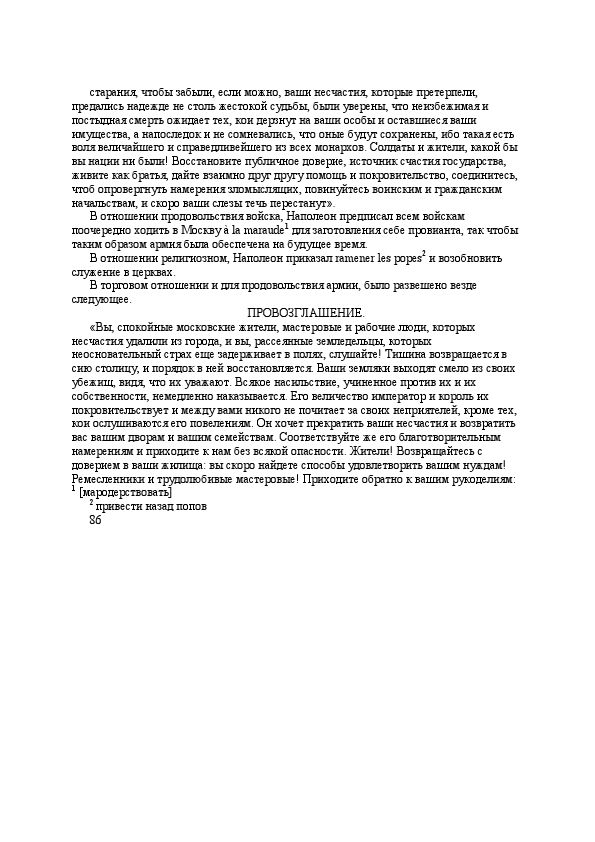 старания, чтобы забыли, если можно, ваши несчастия, которые претерпели,
предались надежде не столь жестокой судьбы, были уверены, что неизбежимая и
постыдная смерть ожидает тех, кои дерзнут на ваши особы и оставшиеся ваши
имущества, а напоследок и не сомневались, что оные будут сохранены, ибо такая есть
воля величайшего и справедливейшего из всех монархов. Солдаты и жители, какой бы
вы нации ни были! Восстановите публичное доверие, источник счастия государства,
живите как братья, дайте взаимно друг другу помощь и покровительство, соединитесь,
чтоб опровергнуть намерения зломыслящих, повинуйтесь воинским и гражданским
начальствам, и скоро ваши слезы течь перестанут».
В отношении продовольствия войска, Наполеон предписал всем войскам
поочередно ходить в Москву à la maraude¹ для заготовления себе провианта, так чтобы
таким образом армия была обеспечена на будущее время.
В отношении религиозном, Наполеон приказал ramener les popes² и возобновить
служение в церквах.
В торговом отношении и для продовольствия армии, было развешено везде
следующее.
ПРОВОЗГЛАШЕНИЕ.
«Вы, спокойные московские жители, мастеровые и рабочие люди, которых
несчастия удалили из города, и вы, рассеянные земледельцы, которых
неосновательный страх еще задерживает в полях, слушайте! Тишина возвращается в
сию столицу, и порядок в ней восстановляется. Ваши земляки выходят смело из своих
убежищ, видя, что их уважают. Всякое насильствие, учиненное против их и их
собственности, немедленно наказывается. Его величество император и король их
покровительствует и между вами никого не почитает за своих неприятелей, кроме тех,
кои ослушиваются его повелениям. Он хочет прекратить ваши несчастия и возвратить
вас вашим дворам и вашим семействам. Соответствуйте же его благотворительным
намерениям и приходите к нам без всякой опасности. Жители! Возвращайтесь с
доверием в ваши жилища: вы скоро найдете способы удовлетворить вашим нуждам!
Ремесленники и трудолюбивые мастеровые! Приходите обратно к вашим рукоделиям:
¹ [мародерствовать]
² привести назад попов
86